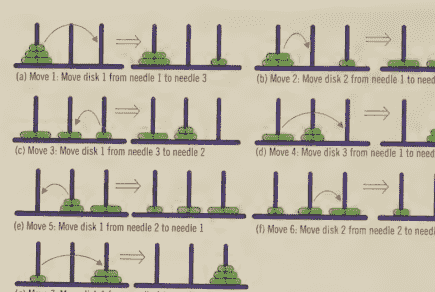 (a) Move 1: Move disk 1 from needle 1 to needle 3
(b) Move 2: Move disk 2 from needle 1 to need
(c) Move 3: Move disk 1 from needle 3 to needle 2
(d) Move 4: Move disk 3 from needle 1 to need
(e) Move 5: Move disk 1 from needle 2 to needle 1
(f) Move 6: Move disk 2 from needle 2 to needl